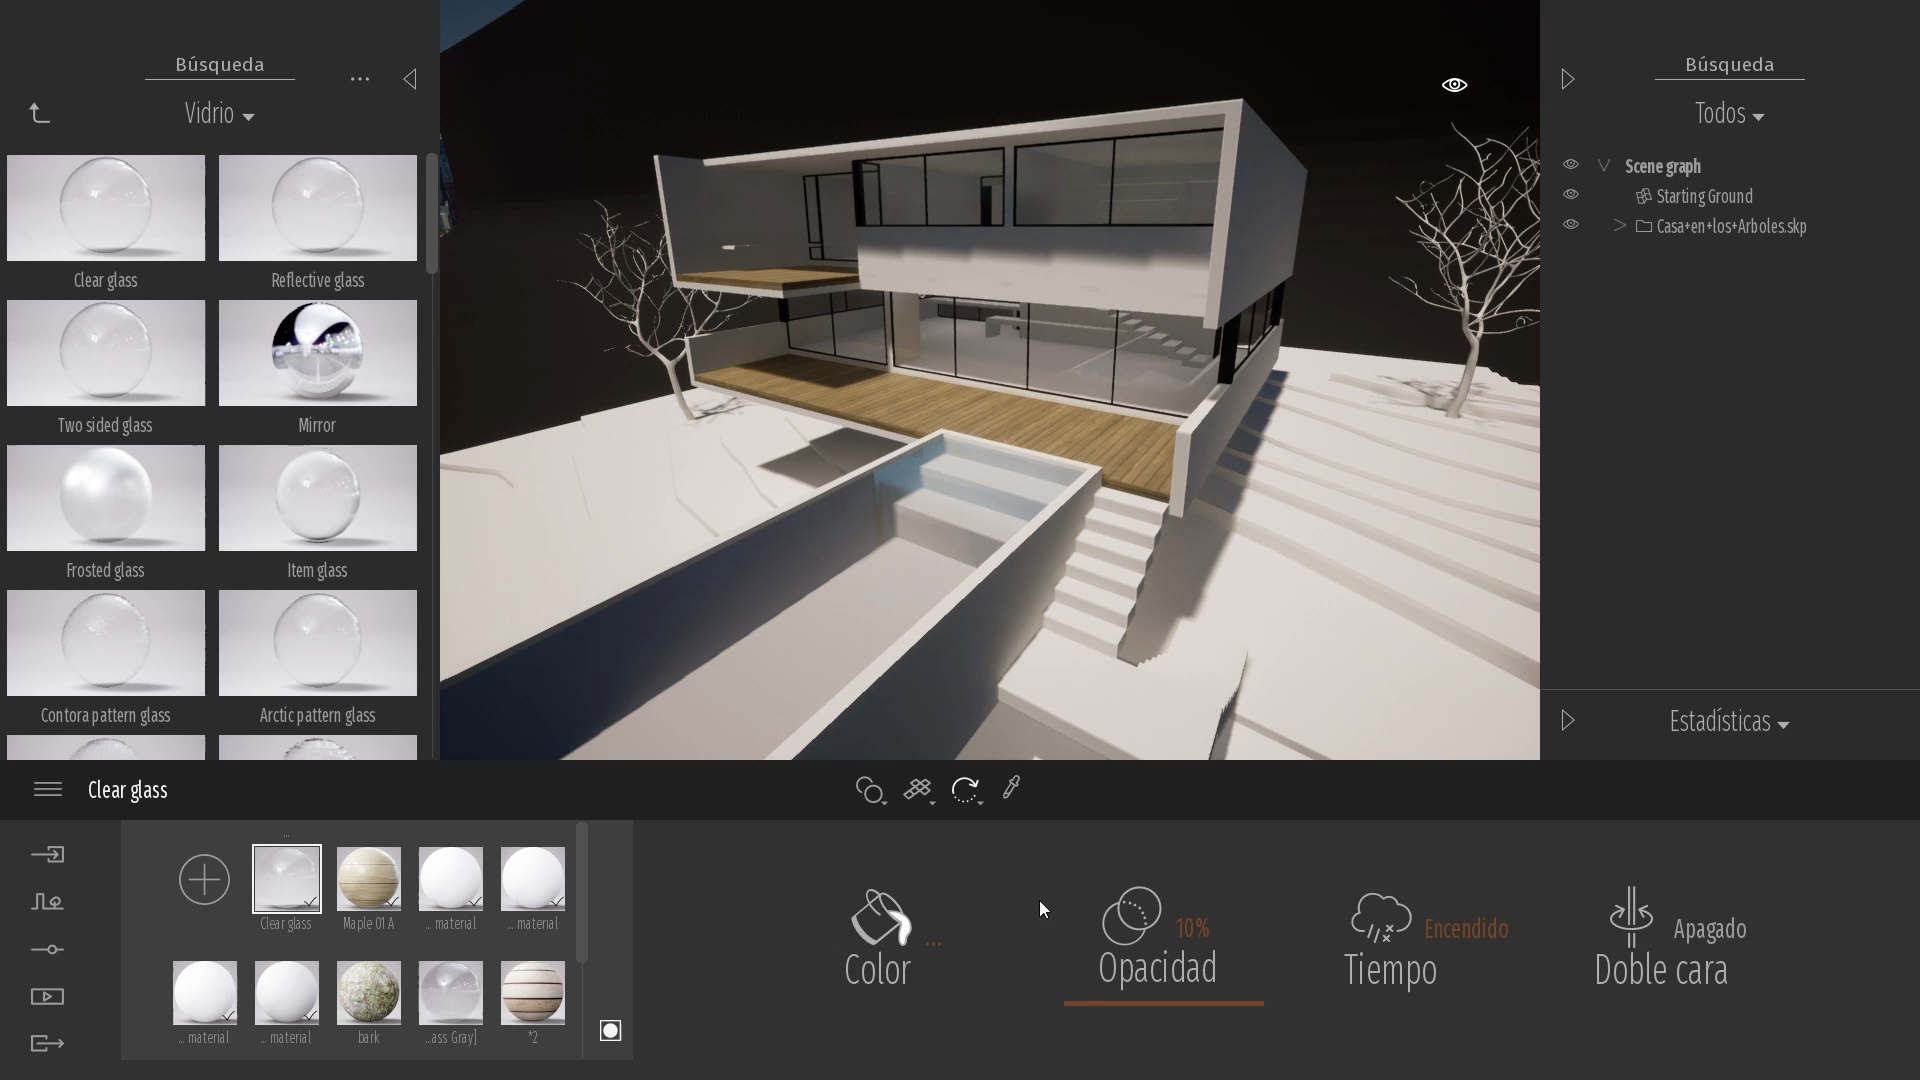 Búsqueda
...
Vidrio
Clear glass
Reflective glass
Two sided glass
Mirror
Frosted glass
Item glass
Contora pattern glass
Arctic pattern glass
Búsqueda
Todos
Scene graph
Starting Ground
Casa+en+los+Arboles.skp
Estadísticas
Clear glass
...
Clear glass
Maple 01 A
... material
... material
... material
... material
bark
...ass Gray]
*2
...
Color
10%
Opacidad
Encendido
Tiempo
Apagado
Doble cara